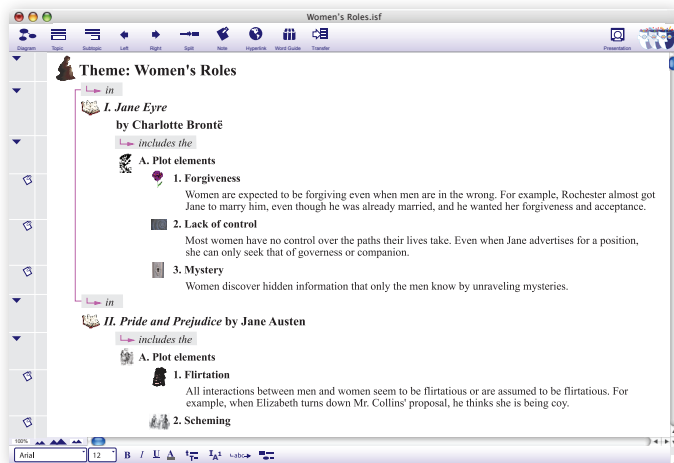 Women's Roles.isf
Diagram Topic Subtopic Left Right Split Note Hyperlink Word Guide Transfer Presentation
Theme: Women's Roles
in
I. Jane Eyre
by Charlotte Brontë
includes the
A. Plot elements
1. Forgiveness
Women are expected to be forgiving even when men are in the wrong. For example, Rochester almost got
Jane to marry him, even though he was already married, and he wanted her forgiveness and acceptance.
2. Lack of control
Most women have no control over the paths their lives take. Even when Jane advertises for a position,
she can only seek that of governess or companion.
3. Mystery
Women discover hidden information that only the men know by unraveling mysteries.
in
II. Pride and Prejudice by Jane Austen
includes the
A. Plot elements
1. Flirtation
All interactions between men and women seem to be flirtatious or are assumed to be flirtatious. For
example, when Elizabeth turns down Mr. Collins' proposal, he thinks she is being coy.
2. Scheming
100%
Arial 12 B I U A T IA1 abc